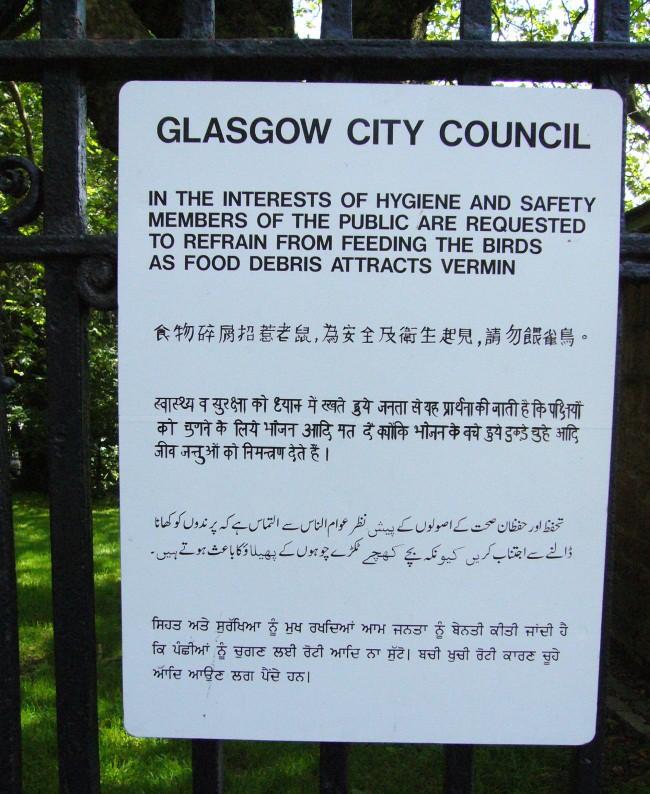 GLASGOW CITY COUNCIL
IN THE INTERESTS OF HYGIENE AND SAFETY
MEMBERS OF THE PUBLIC ARE REQUESTED
TO REFRAIN FROM FEEDING THE BIRDS
AS FOOD DEBRIS ATTRACTS VERMIN
食物碎屑招惹老鼠,為安全及衛生起見,請勿餵雀鳥。
स्वास्थ्य व सुरक्षा को ध्यान में रखते हुये जनता से यह प्रार्थना की जाती है कि पक्षियों
को चुगने के लिये भोजन आदि मत दें क्योंकि भोजन के बचे हुये टुकड़े चूहे आदि
जीव जन्तुओं को निमन्त्रण देते हैं।
تحفظ اور حفظان صحت کے اصولوں کے پیش نظر عوام الناس سے التماس ہے کہ پرندوں کو کھانا
ڈالنے سے اجتناب کریں کیونکہ بچے کھچے ٹکڑے چوہوں کے پھیلاؤ کا باعث ہوتے ہیں۔
ਸਿਹਤ ਅਤੇ ਸੁਰੱਖਿਆ ਨੂੰ ਮੁਖ ਰਖਦਿਆਂ ਆਮ ਜਨਤਾ ਨੂੰ ਬੇਨਤੀ ਕੀਤੀ ਜਾਂਦੀ ਹੈ
ਕਿ ਪੰਛੀਆਂ ਨੂੰ ਚੁਗਣ ਲਈ ਰੋਟੀ ਆਦਿ ਨਾ ਸੁੱਟੋ। ਬਚੀ ਖੁਚੀ ਰੋਟੀ ਕਾਰਣ ਚੂਹੇ
ਆਦਿ ਆਉਣ ਲਗ ਪੈਂਦੇ ਹਨ।